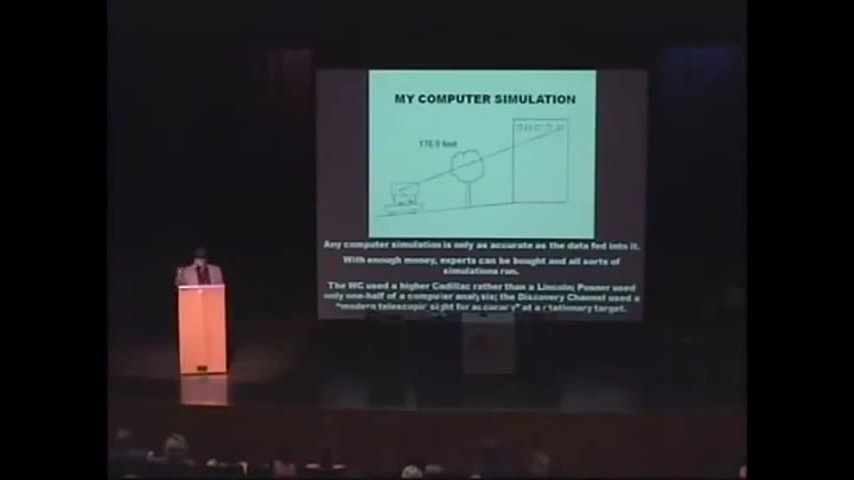 MY COMPUTER SIMULATION
Any computer simulation is only as accurate as the data fed into it.
With enough money, experts can be bought and all sorts of
simulations run.
The WC used a higher Cadillac rather than a Lincoln; Posner used
only one-half of a computer analysis; the Discovery Channel used a
"modern telescopic sight for accuracy" at a stationary target.